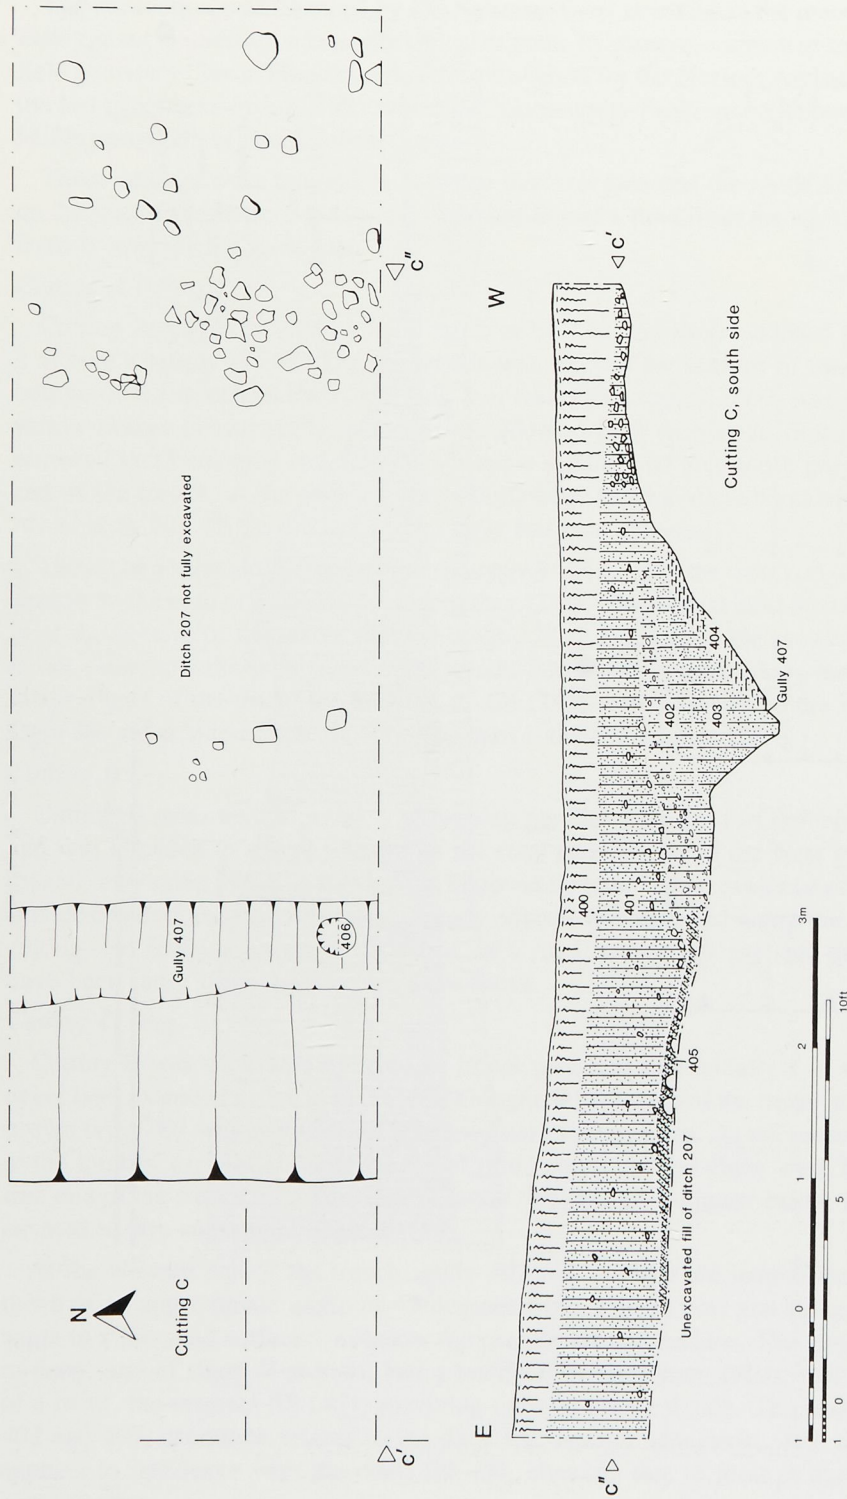 N
Cutting C
Gully 407
406
Ditch 207 not fully excavated
C'
C"
E
W
C"
C'
400
401
402
403
404
Gully 407
405
Unexcavated fill of ditch 207
Cutting C, south side
1 0 1 2 3m
1 0 5 10ft